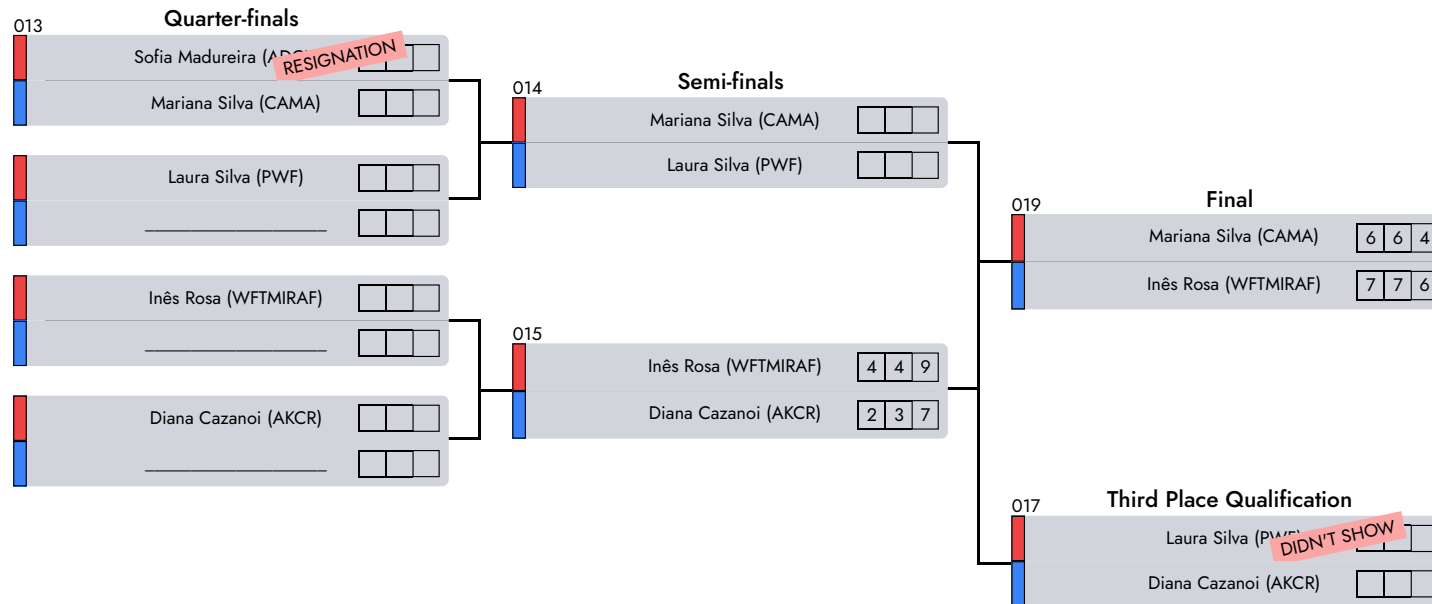 Quarter-finals
013
Sofia Madureira
RESIGNATION
Mariana Silva (CAMA)
Laura Silva (PWF)
____________________
Inês Rosa (WFTMIRAF)
____________________
Diana Cazanoi (AKCR)
____________________
Semi-finals
014
Mariana Silva (CAMA)
Laura Silva (PWF)
015
Inês Rosa (WFTMIRAF) 4 4 9
Diana Cazanoi (AKCR) 2 3 7
Final
019
Mariana Silva (CAMA) 6 6 4
Inês Rosa (WFTMIRAF) 7 7 6
Third Place Qualification
017
Laura Silva
DIDN'T SHOW
Diana Cazanoi (AKCR)